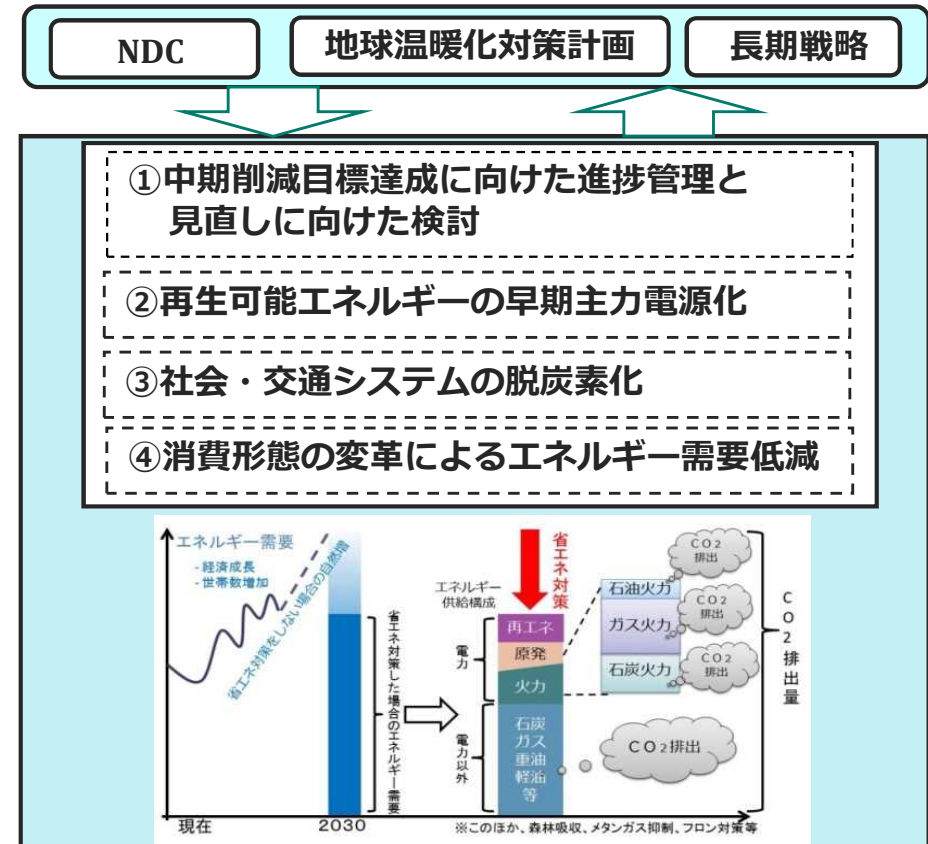 NDC
地球温暖化対策計画
長期戦略
①中期削減目標達成に向けた進捗管理と
見直しに向けた検討
②再生可能エネルギーの早期主力電源化
③社会・交通システムの脱炭素化
④消費形態の変革によるエネルギー需要低減
エネルギー需要
-経済成長
-世帯数増加
省エネ対策をしない場合の自然増
省エネ対策した場合のエネルギー需要
現在
2030
省エネ対策
エネルギー
供給構成
電力
電力以外
再エネ
原発
火力
石炭
ガス
重油
軽油
等
石油火力
ガス火力
石炭火力
CO2
排出
CO2
排出
CO2
排出
CO2排出
CO2排出量
※このほか、森林吸収、メタンガス抑制、フロン対策等